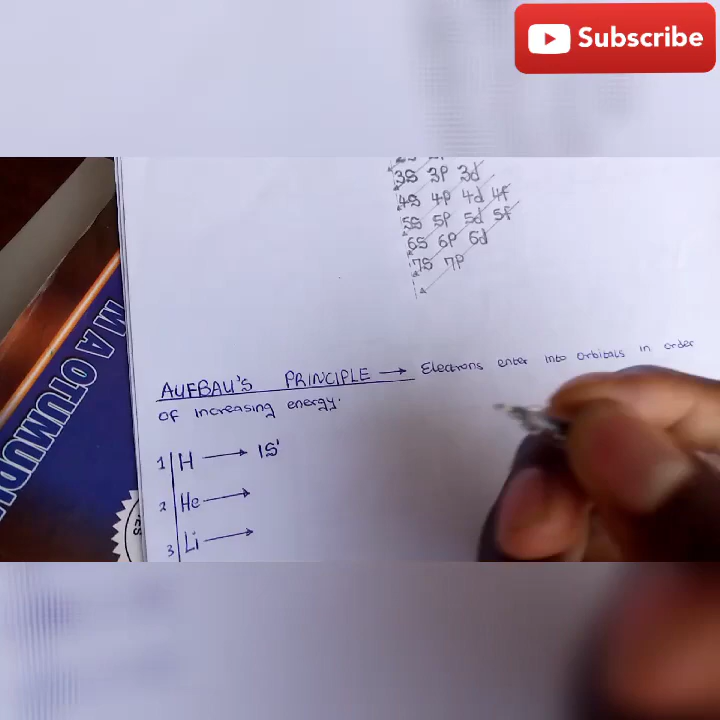 Subscribe
3S 3P 3d
4S 4P 4d 4f
5S 5P 5d 5f
6S 6P 6d
7S 7P
AUFBAU'S PRINCIPLE → Electrons enter into orbitals in order
of increasing energy.
1 H → 1S¹
2 He →
3 Li →